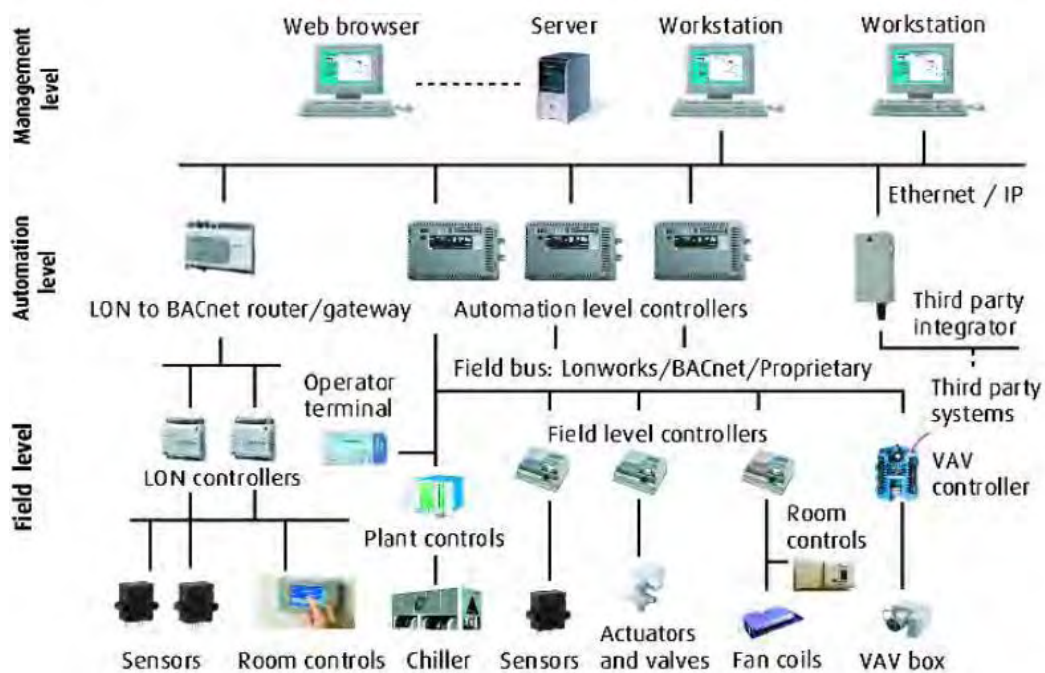 Management
level
Web browser
Server
Workstation
Workstation
Ethernet / IP
Automation
level
LON to BACnet router/gateway
Automation level controllers
Third party
integrator
Field bus: Lonworks/BACnet/Proprietary
Field level
Operator
terminal
Third party
systems
Field level controllers
LON controllers
VAV
controller
Plant controls
Room
controls
Sensors
Room controls
Chiller
Sensors
Actuators
and valves
Fan coils
VAV box